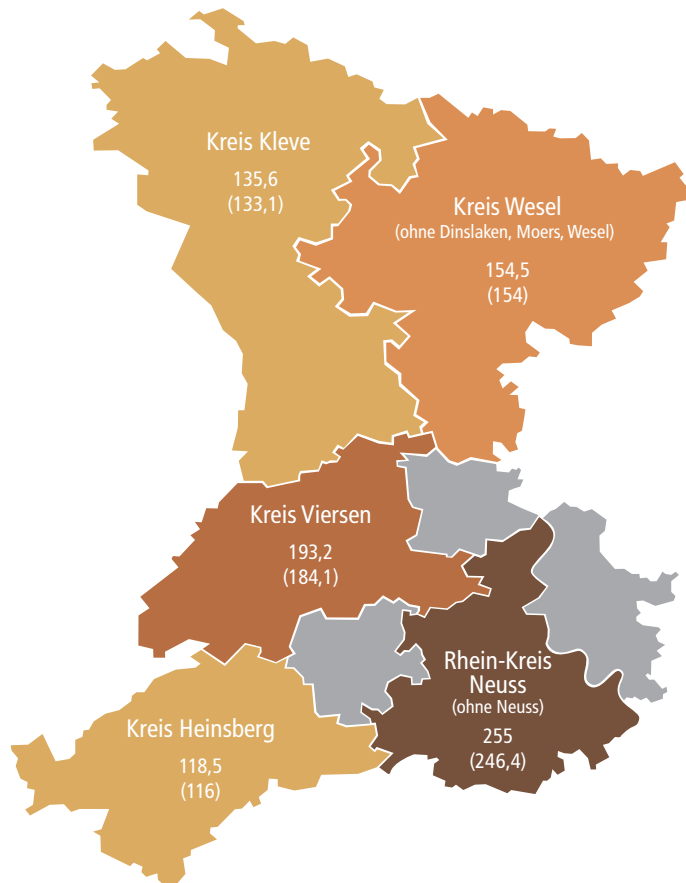 Kreis Kleve
135,6
(133,1)
Kreis Wesel
(ohne Dinslaken, Moers, Wesel)
154,5
(154)
Kreis Viersen
193,2
(184,1)
Rhein-Kreis
Neuss
(ohne Neuss)
255
(246,4)
Kreis Heinsberg
118,5
(116)